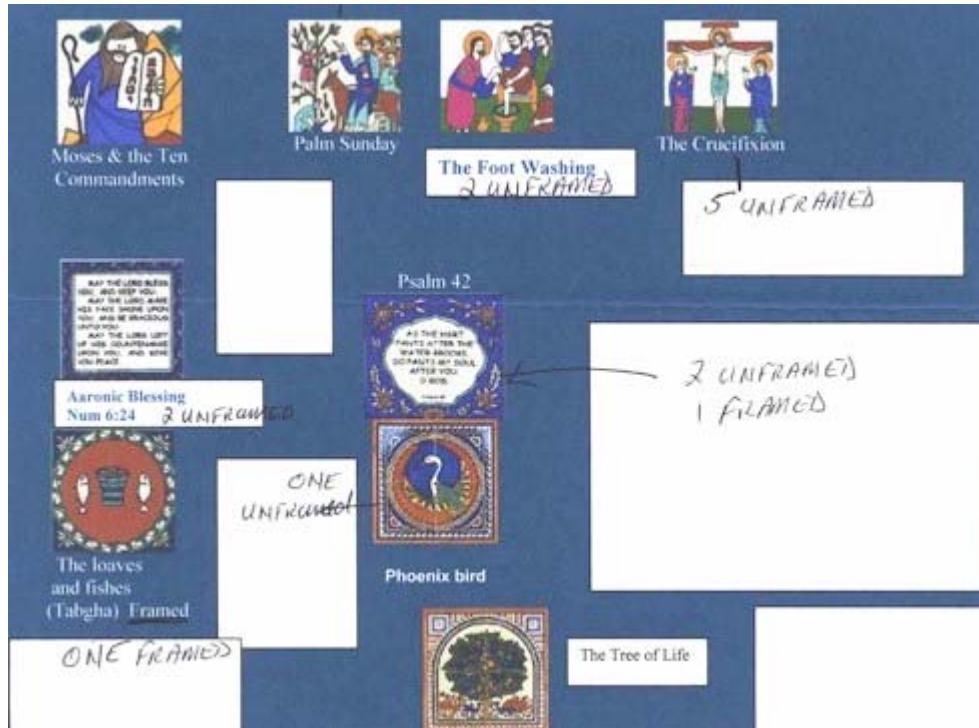 Moses & the Ten
Commandments
Palm Sunday
The Foot Washing
2 UNFRAMED
The Crucifixion
5 UNFRAMED
MAY THE LORD BLESS
YOU, AND KEEP YOU.
MAY THE LORD MAKE
HIS FACE SHINE UPON
YOU, AND BE GRACIOUS
UNTO YOU.
MAY THE LORD LIFT
UP HIS COUNTENANCE
UPON YOU, AND GIVE
YOU PEACE.
Aaronic Blessing
Num 6:24 2 UNFRAMED
Psalm 42
AS THE HART
PANTS AFTER THE
WATER BROOKS,
SO PANTS MY SOUL
AFTER YOU
O GOD.
2 UNFRAMED
1 FRAMED
ONE
UNFRAMED
Phoenix bird
The loaves
and fishes
(Tabgha) Framed
ONE FRAMED
The Tree of Life